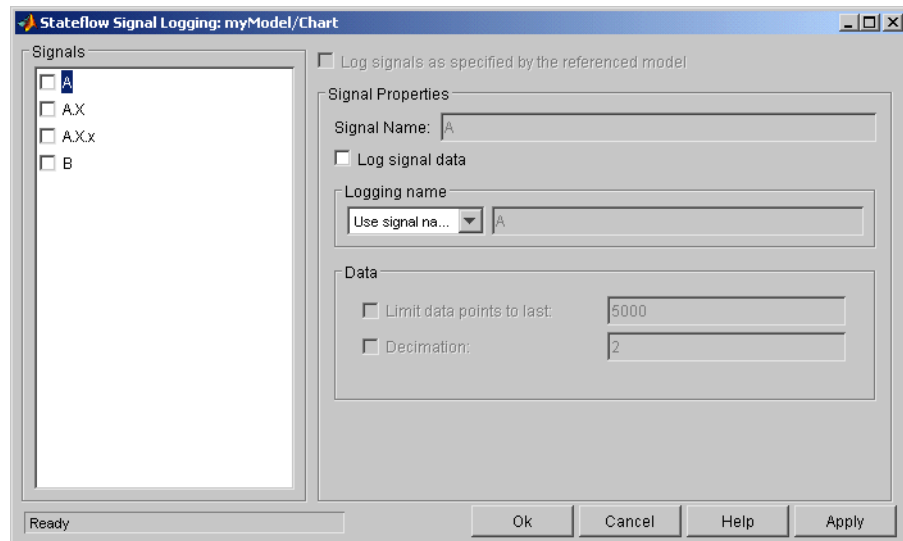 Stateflow Signal Logging: myModel/Chart
Signals
A
A.X
A.X.x
B
Log signals as specified by the referenced model
Signal Properties
Signal Name: A
Log signal data
Logging name
Use signal na... A
Data
Limit data points to last: 5000
Decimation: 2
Ready
Ok Cancel Help Apply